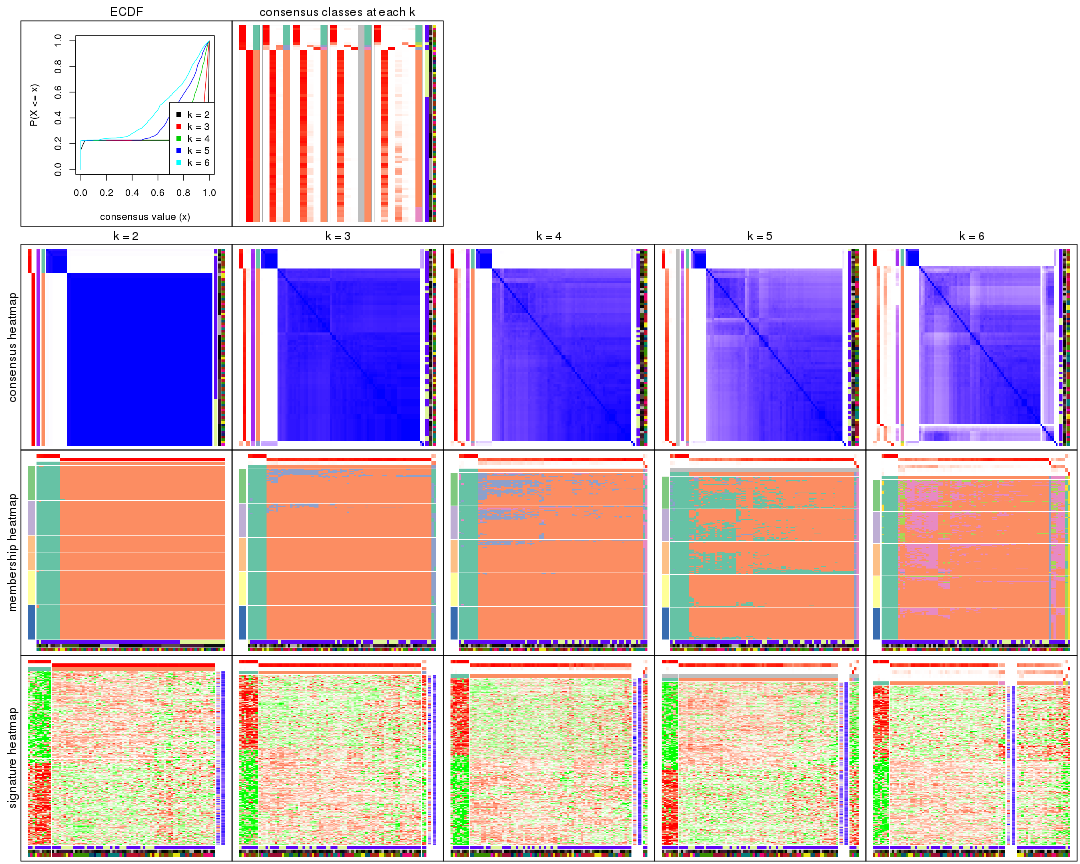 ECDF
consensus classes at each k
P(X <= x)
1.0
0.8
0.6
0.4
0.2
0.0
k = 2
k = 3
k = 4
k = 5
k = 6
0.0 0.2 0.4 0.6 0.8 1.0
consensus value (x)
k = 2
k = 3
k = 4
k = 5
k = 6
consensus heatmap
membership heatmap
signature heatmap